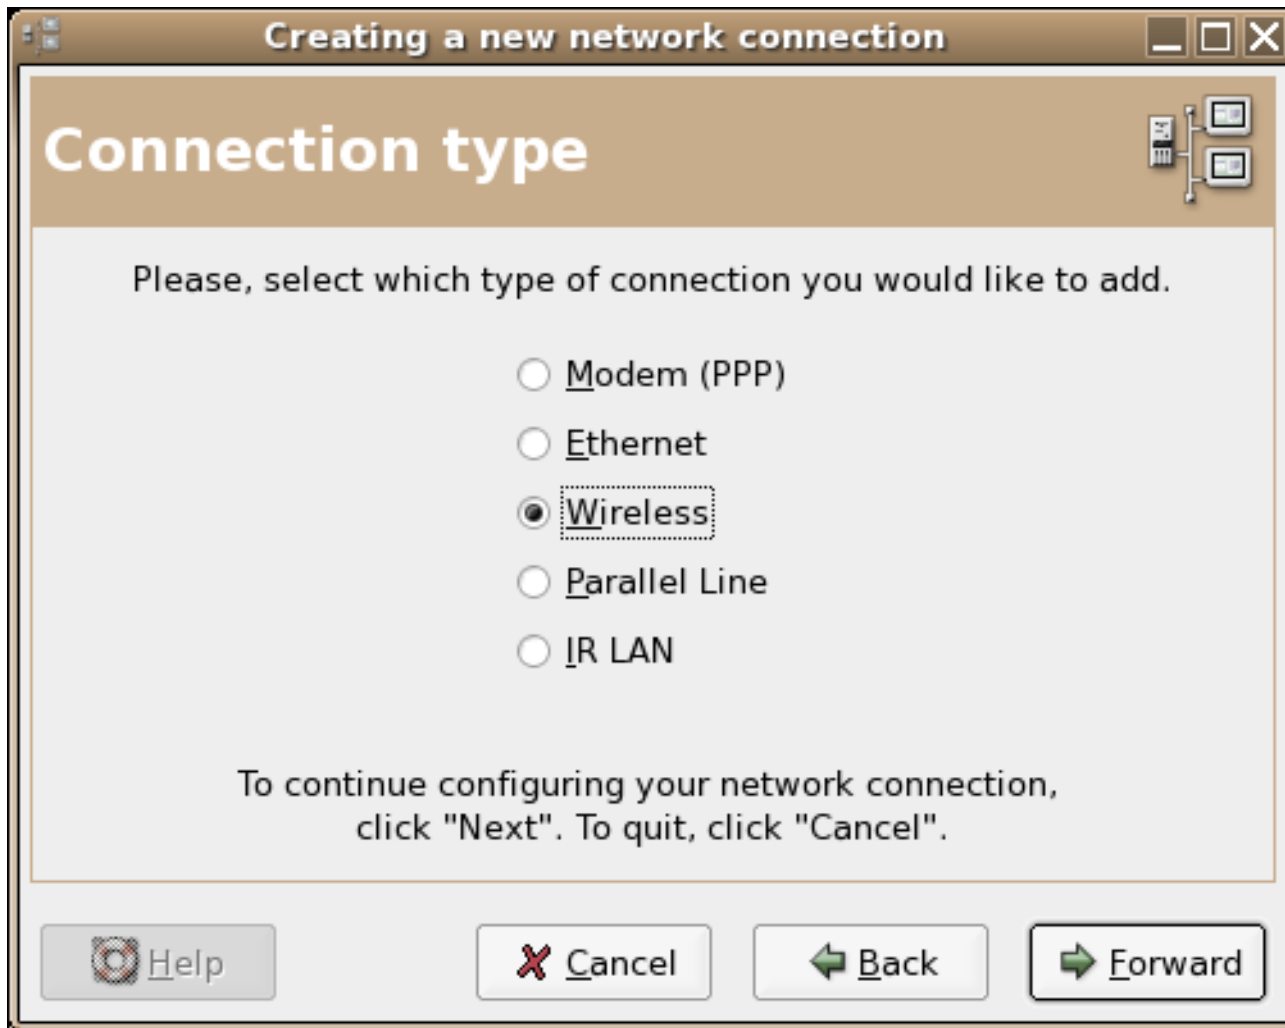 Creating a new network connection
Connection type
Please, select which type of connection you would like to add.
Modem (PPP)
Ethernet
Wireless
Parallel Line
IR LAN
To continue configuring your network connection,
click "Next". To quit, click "Cancel".
Help
Cancel
Back
Forward